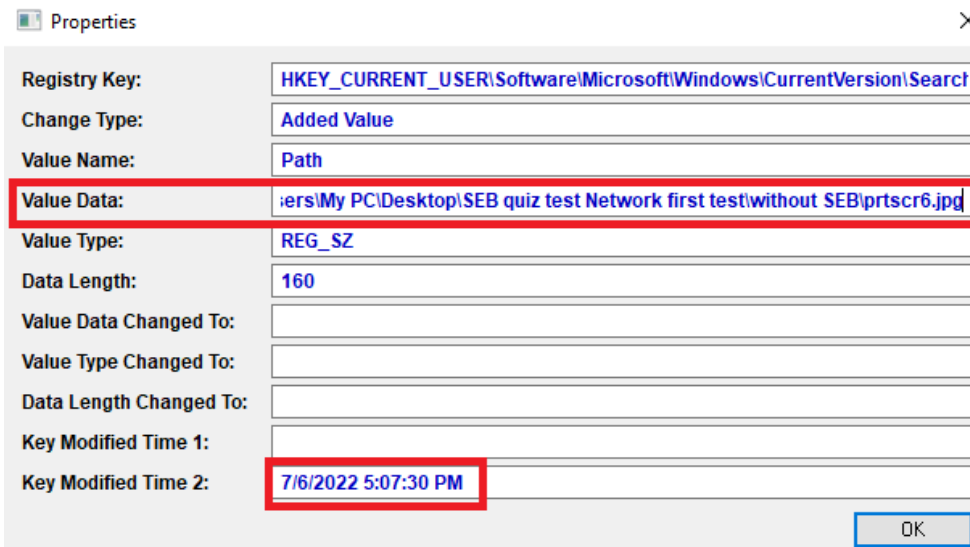 Properties
Registry Key: HKEY_CURRENT_USER\Software\Microsoft\Windows\CurrentVersion\Search
Change Type: Added Value
Value Name: Path
Value Data: sers\My PC\Desktop\SEB quiz test Network first test\without SEB\prtscr6.jpg
Value Type: REG_SZ
Data Length: 160
Value Data Changed To:
Value Type Changed To:
Data Length Changed To:
Key Modified Time 1:
Key Modified Time 2: 7/6/2022 5:07:30 PM
OK